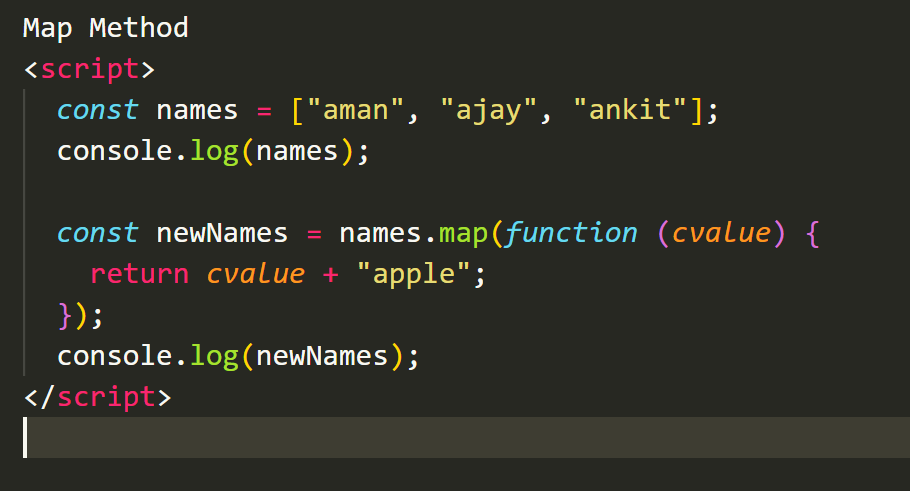 Map Method
<script>
  const names = ["aman", "ajay", "ankit"];
  console.log(names);

  const newNames = names.map(function (cvalue) {
    return cvalue + "apple";
  });
  console.log(newNames);
</script>